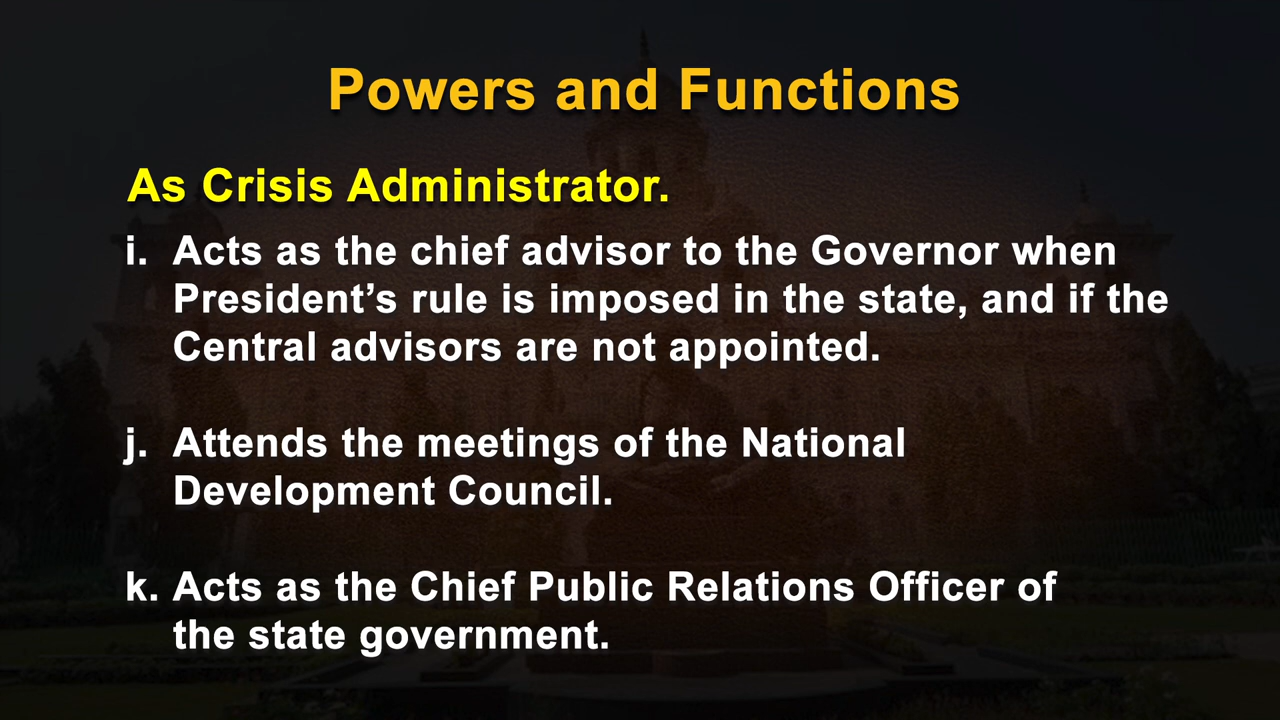 Powers and Functions
As Crisis Administrator.
i. Acts as the chief advisor to the Governor when
President’s rule is imposed in the state, and if the
Central advisors are not appointed.
j. Attends the meetings of the National
Development Council.
k. Acts as the Chief Public Relations Officer of
the state government.